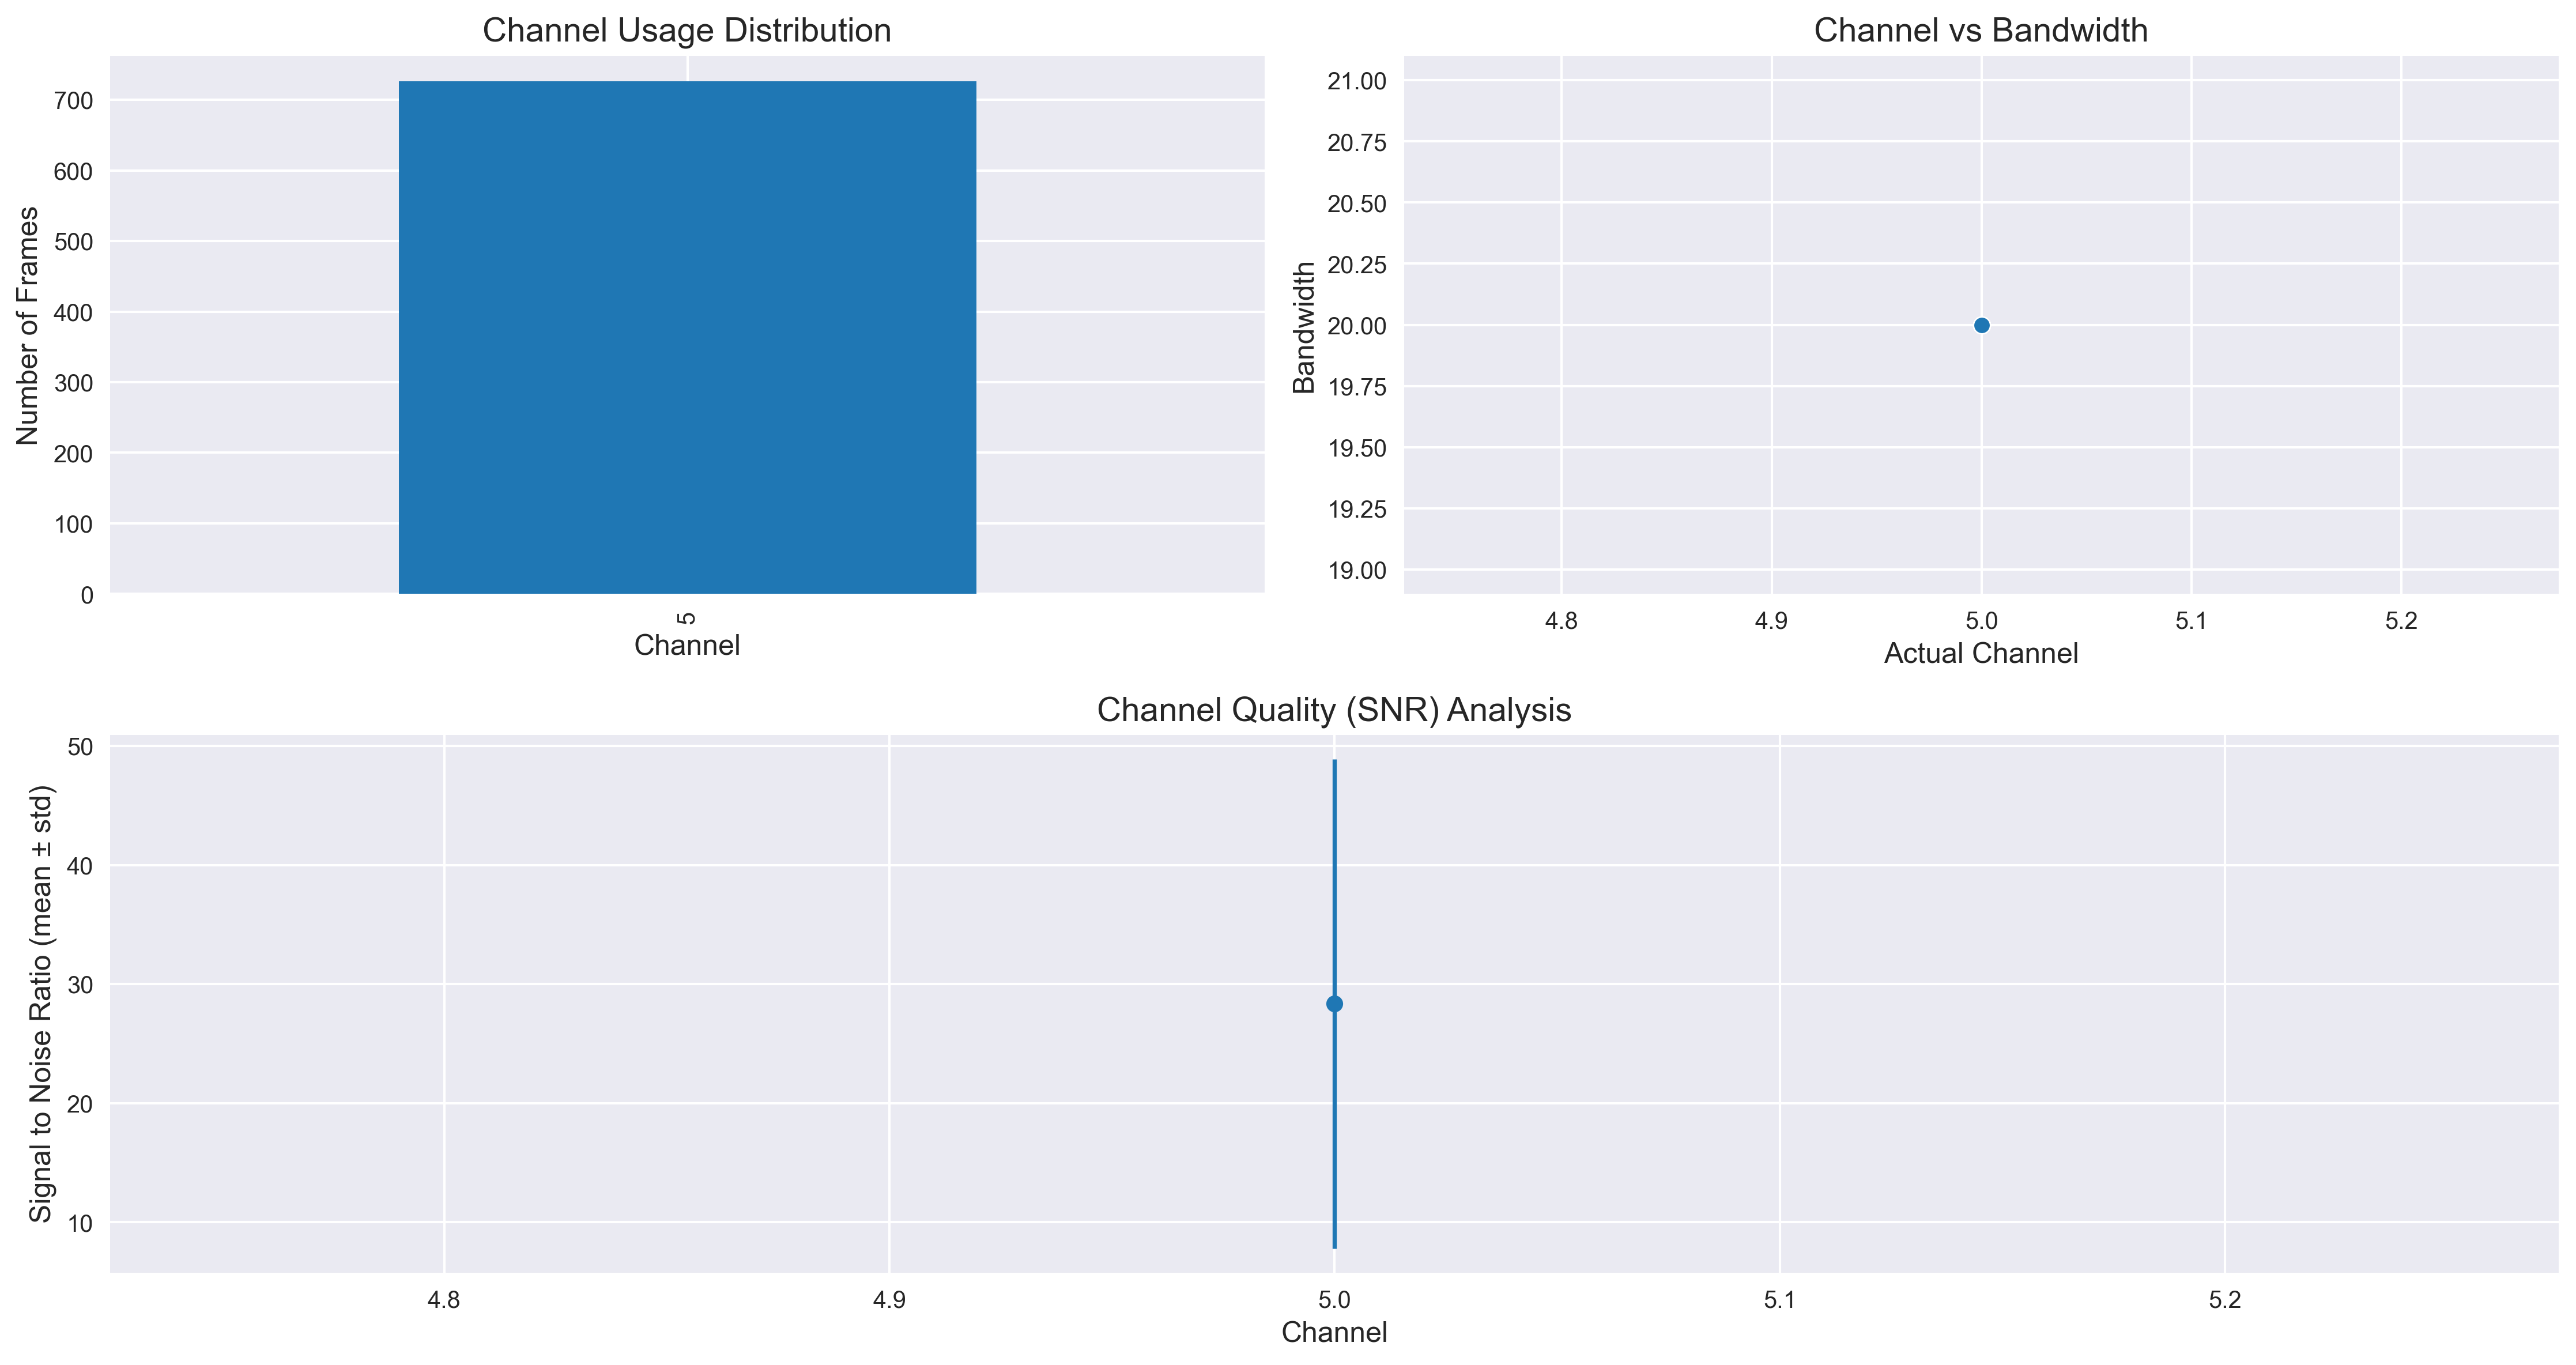 Channel Usage Distribution
Number of Frames
700
600
500
400
300
200
100
0
5
Channel
Channel vs Bandwidth
Bandwidth
21.00
20.75
20.50
20.25
20.00
19.75
19.50
19.25
19.00
4.8 4.9 5.0 5.1 5.2
Actual Channel
Channel Quality (SNR) Analysis
Signal to Noise Ratio (mean ± std)
50
40
30
20
10
4.8 4.9 5.0 5.1 5.2
Channel